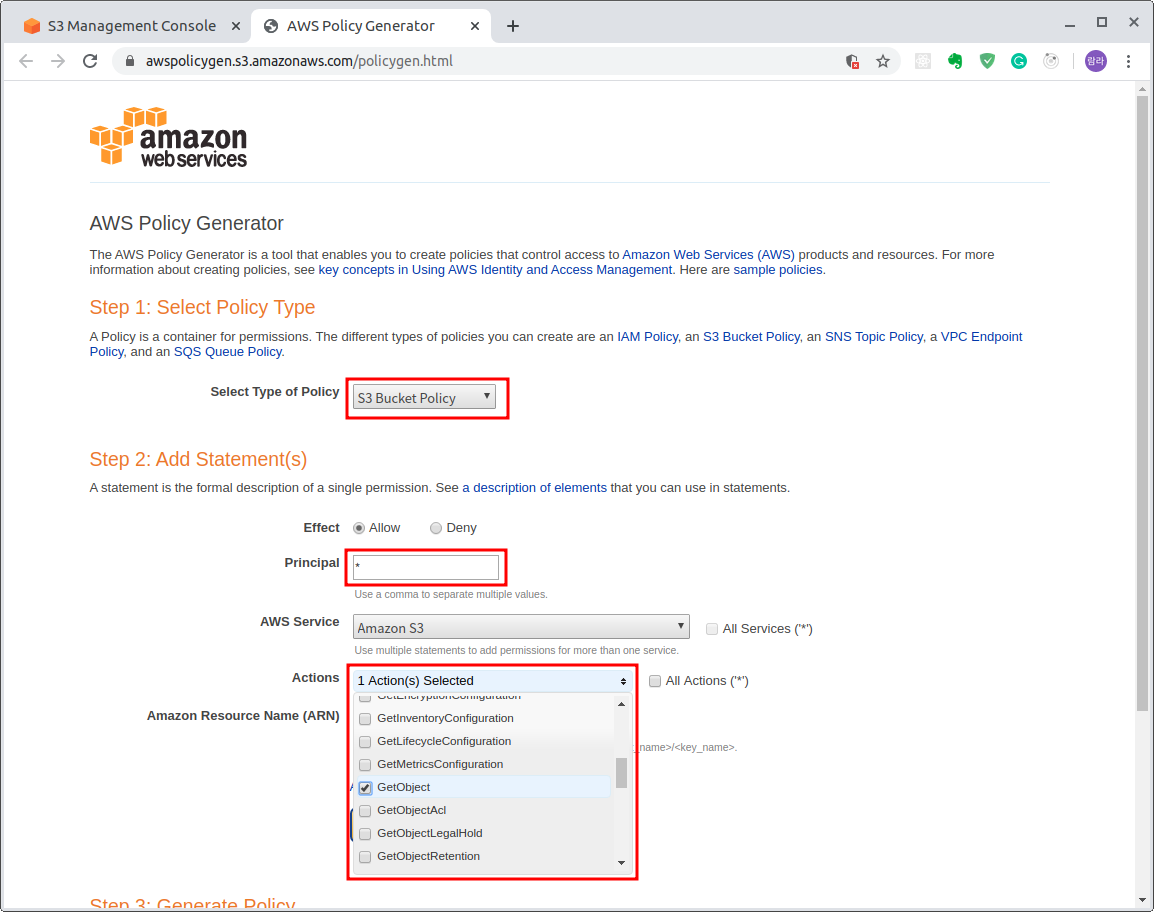 S3 Management Console
AWS Policy Generator
awspolicygen.s3.amazonaws.com/policygen.html
람라
amazon
web services
AWS Policy Generator
The AWS Policy Generator is a tool that enables you to create policies that control access to Amazon Web Services (AWS) products and resources. For more
information about creating policies, see key concepts in Using AWS Identity and Access Management. Here are sample policies.
Step 1: Select Policy Type
A Policy is a container for permissions. The different types of policies you can create are an IAM Policy, an S3 Bucket Policy, an SNS Topic Policy, a VPC Endpoint
Policy, and an SQS Queue Policy.
Select Type of Policy
S3 Bucket Policy
Step 2: Add Statement(s)
A statement is the formal description of a single permission. See a description of elements that you can use in statements.
Effect Allow Deny
Principal *
Use a comma to separate multiple values.
AWS Service Amazon S3 All Services ('*')
Use multiple statements to add permissions for more than one service.
Actions 1 Action(s) Selected All Actions ('*')
GetEncryptionConfiguration
Amazon Resource Name (ARN) GetInventoryConfiguration
GetLifecycleConfiguration
_name>/<key_name>.
GetMetricsConfiguration
GetObject
GetObjectAcl
GetObjectLegalHold
GetObjectRetention
Step 3: Generate Policy